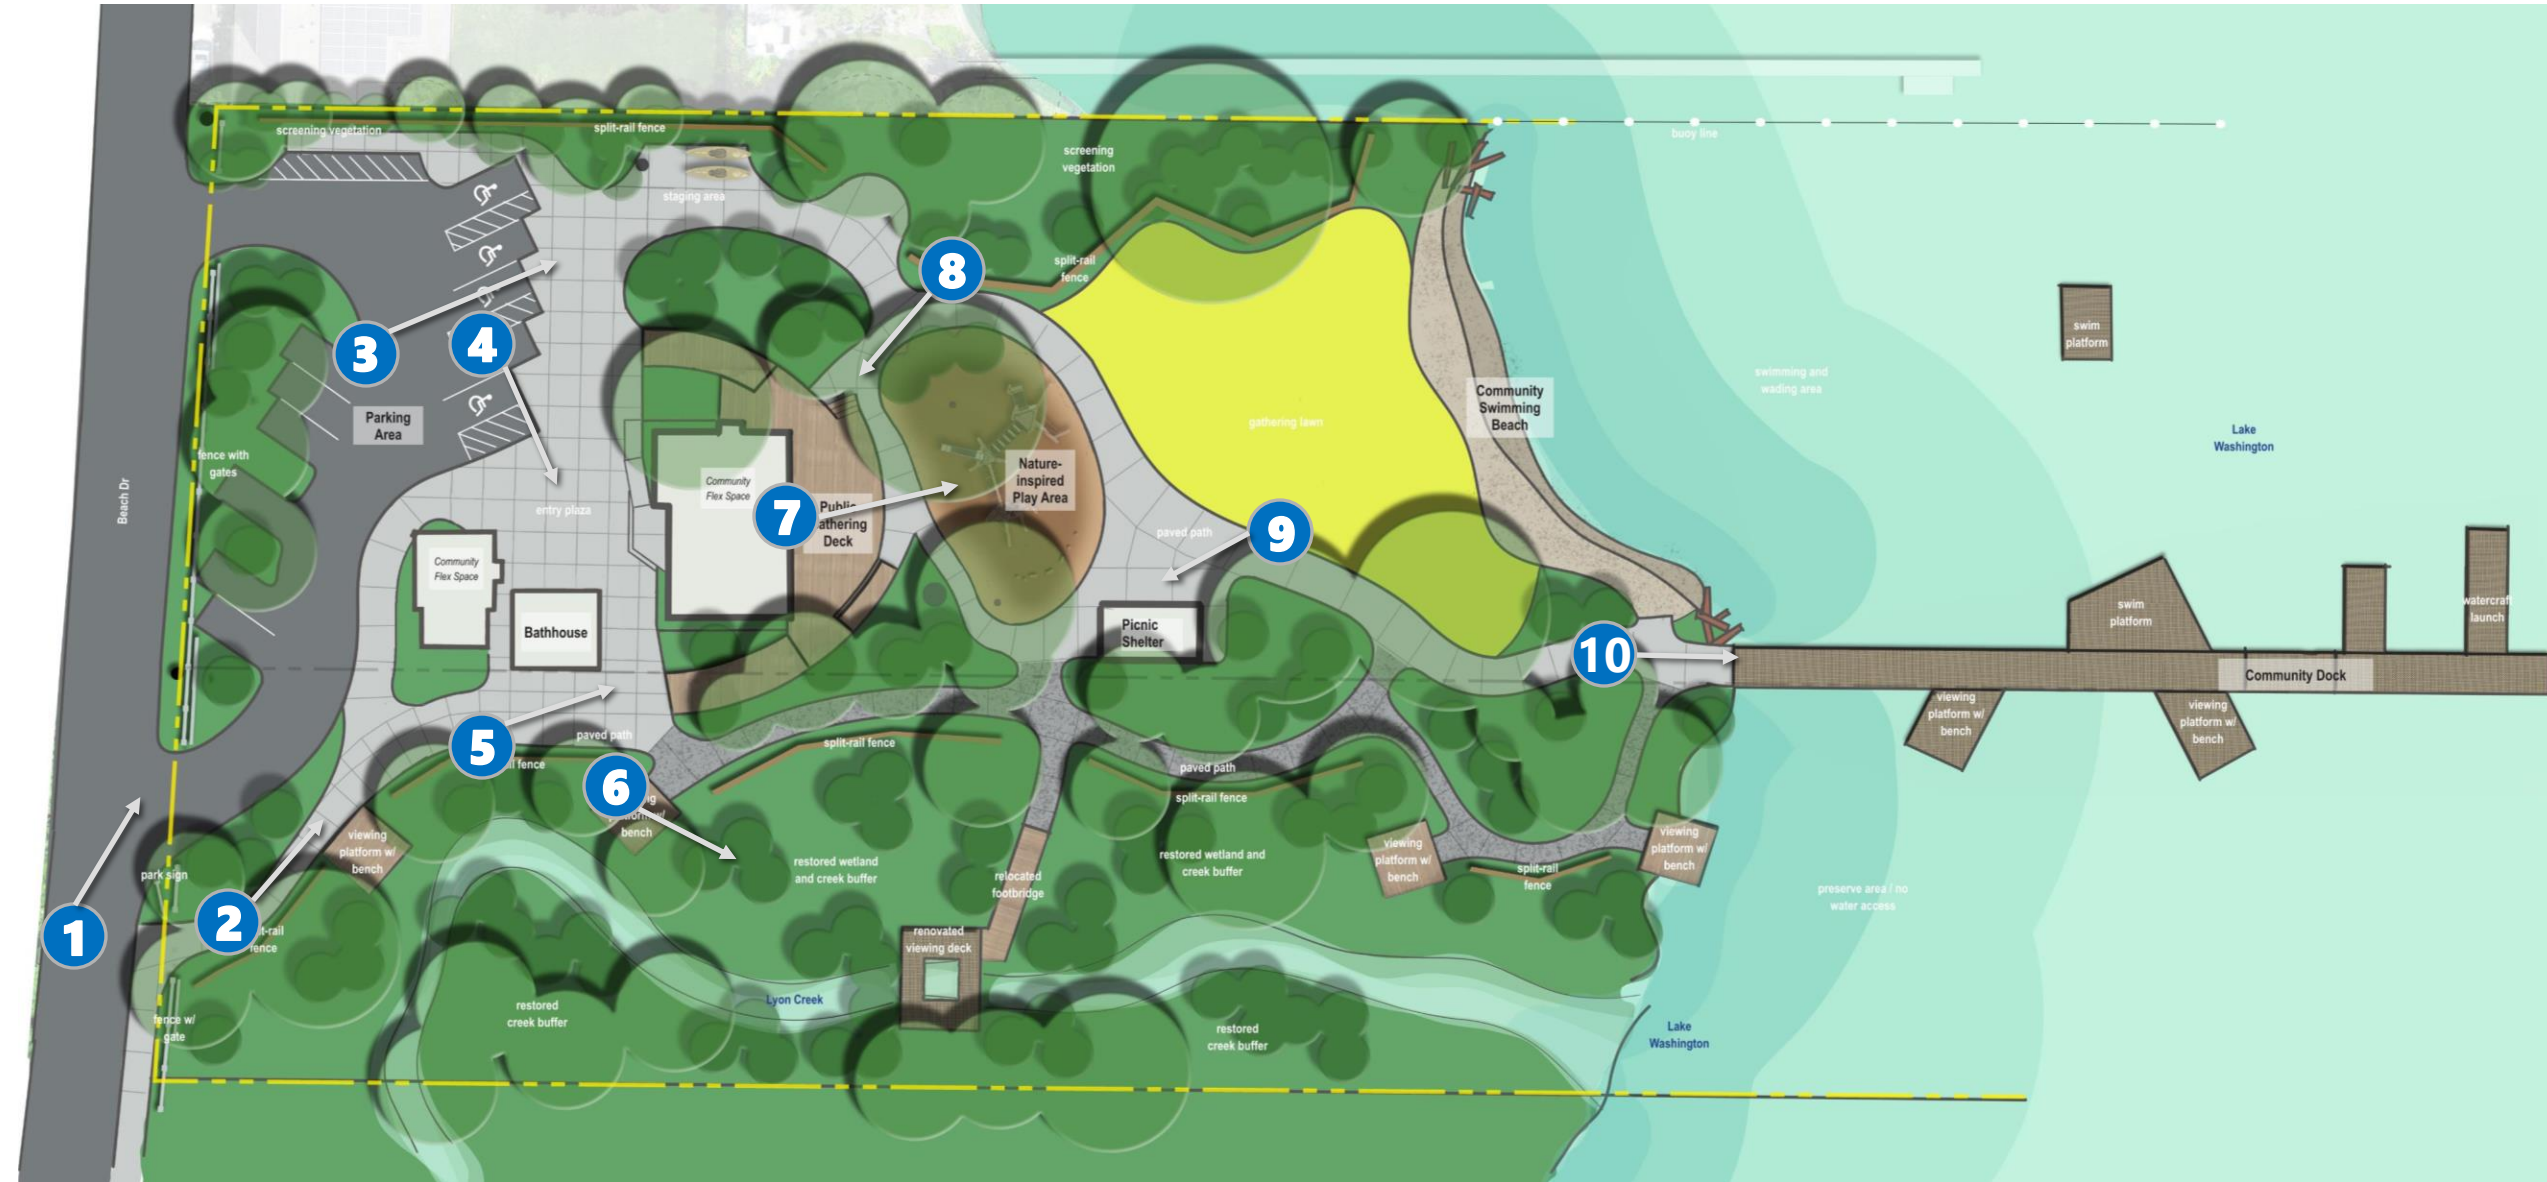 screening vegetation
split-rail fence
screening
vegetation
buoy line
staging area
8
split-rail
fence
swim
platform
3
4
swimming and
wading area
Community
Swimming
Beach
Parking
Area
gathering lawn
Lake
Washington
fence with
gates
Beach Dr
Nature-
inspired
Play Area
Community
Flex Space
entry plaza
7
Gathering
Deck
paved path
9
Community
Flex Space
Bathhouse
Picnic
Shelter
swim
platform
watercraft
launch
10
Community Dock
viewing
platform w/
bench
viewing
platform w/
bench
5
paved path
split-rail fence
fence
paved path
split-rail fence
6
bench
viewing
platform w/
bench
viewing
platform w/
bench
viewing
platform w/
bench
restored wetland
and creek buffer
restored wetland and
creek buffer
split-rail
fence
park sign
relocated
footbridge
preserve area / no
water access
1
2
fence
renovated
viewing deck
Lyon Creek
restored
creek buffer
fence w/
gate
restored
creek buffer
Lake
Washington